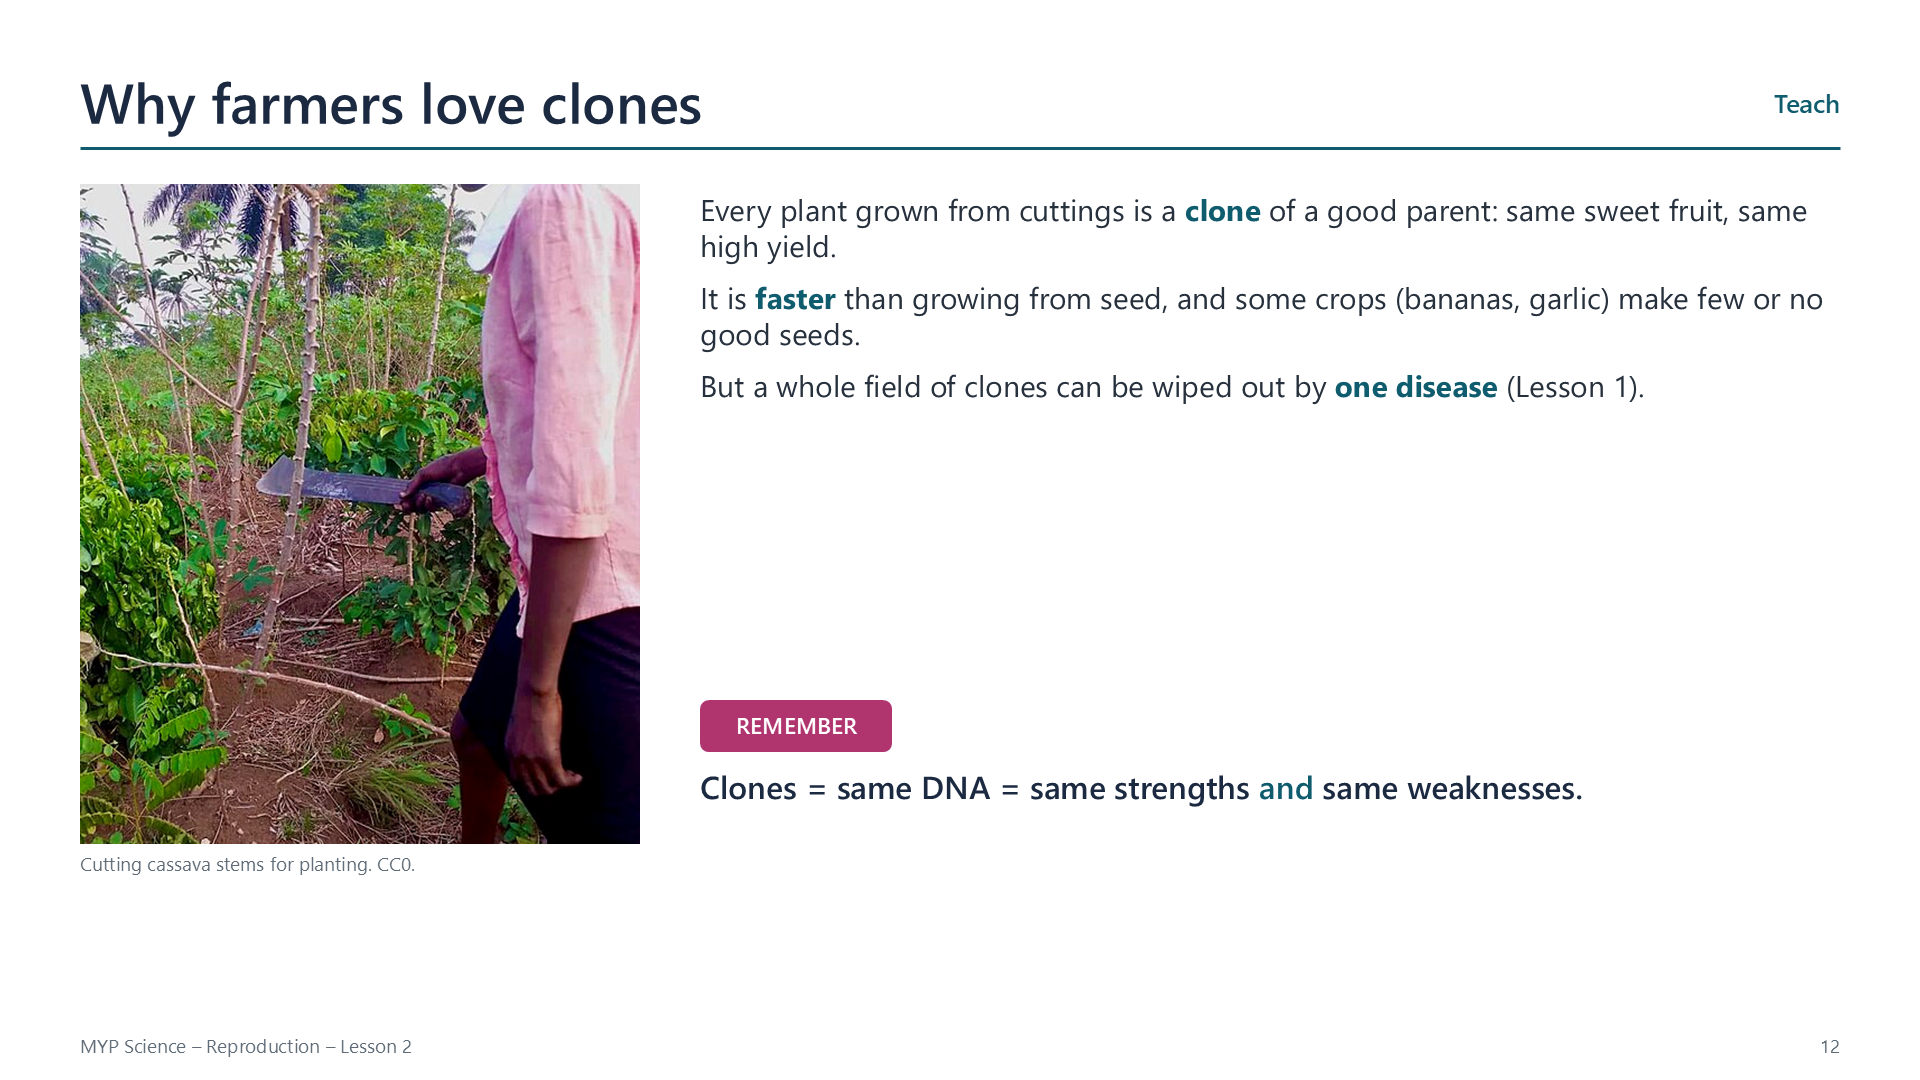 Why farmers love clones
Teach
Every plant grown from cuttings is a clone of a good parent: same sweet fruit, same
high yield.
It is faster than growing from seed, and some crops (bananas, garlic) make few or no
good seeds.
But a whole field of clones can be wiped out by one disease (Lesson 1).
REMEMBER
Clones = same DNA = same strengths and same weaknesses.
Cutting cassava stems for planting. CC0.
MYP Science – Reproduction – Lesson 2
12